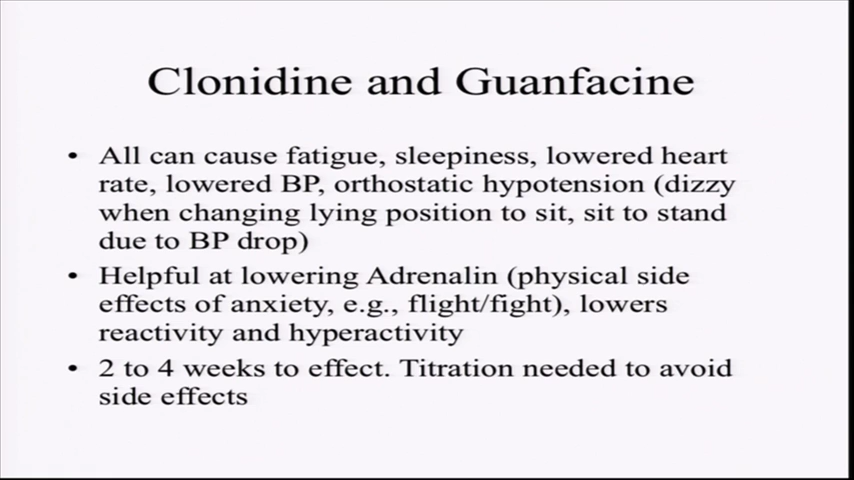 Clonidine and Guanfacine
• All can cause fatigue, sleepiness, lowered heart
rate, lowered BP, orthostatic hypotension (dizzy
when changing lying position to sit, sit to stand
due to BP drop)
• Helpful at lowering Adrenalin (physical side
effects of anxiety, e.g., flight/fight), lowers
reactivity and hyperactivity
• 2 to 4 weeks to effect. Titration needed to avoid
side effects